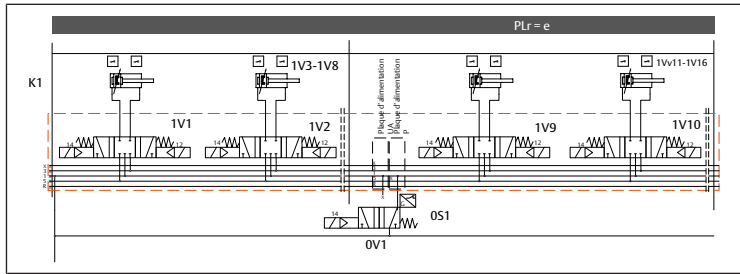 PLr = e
K1
1V3-1V8
1Vv11-1V16
1V1
1V2
1V9
1V10
Plaque d'alimentation
UA
Plaque d'alimentation
P
14
12
14
12
14
12
14
12
14
0S1
0V1